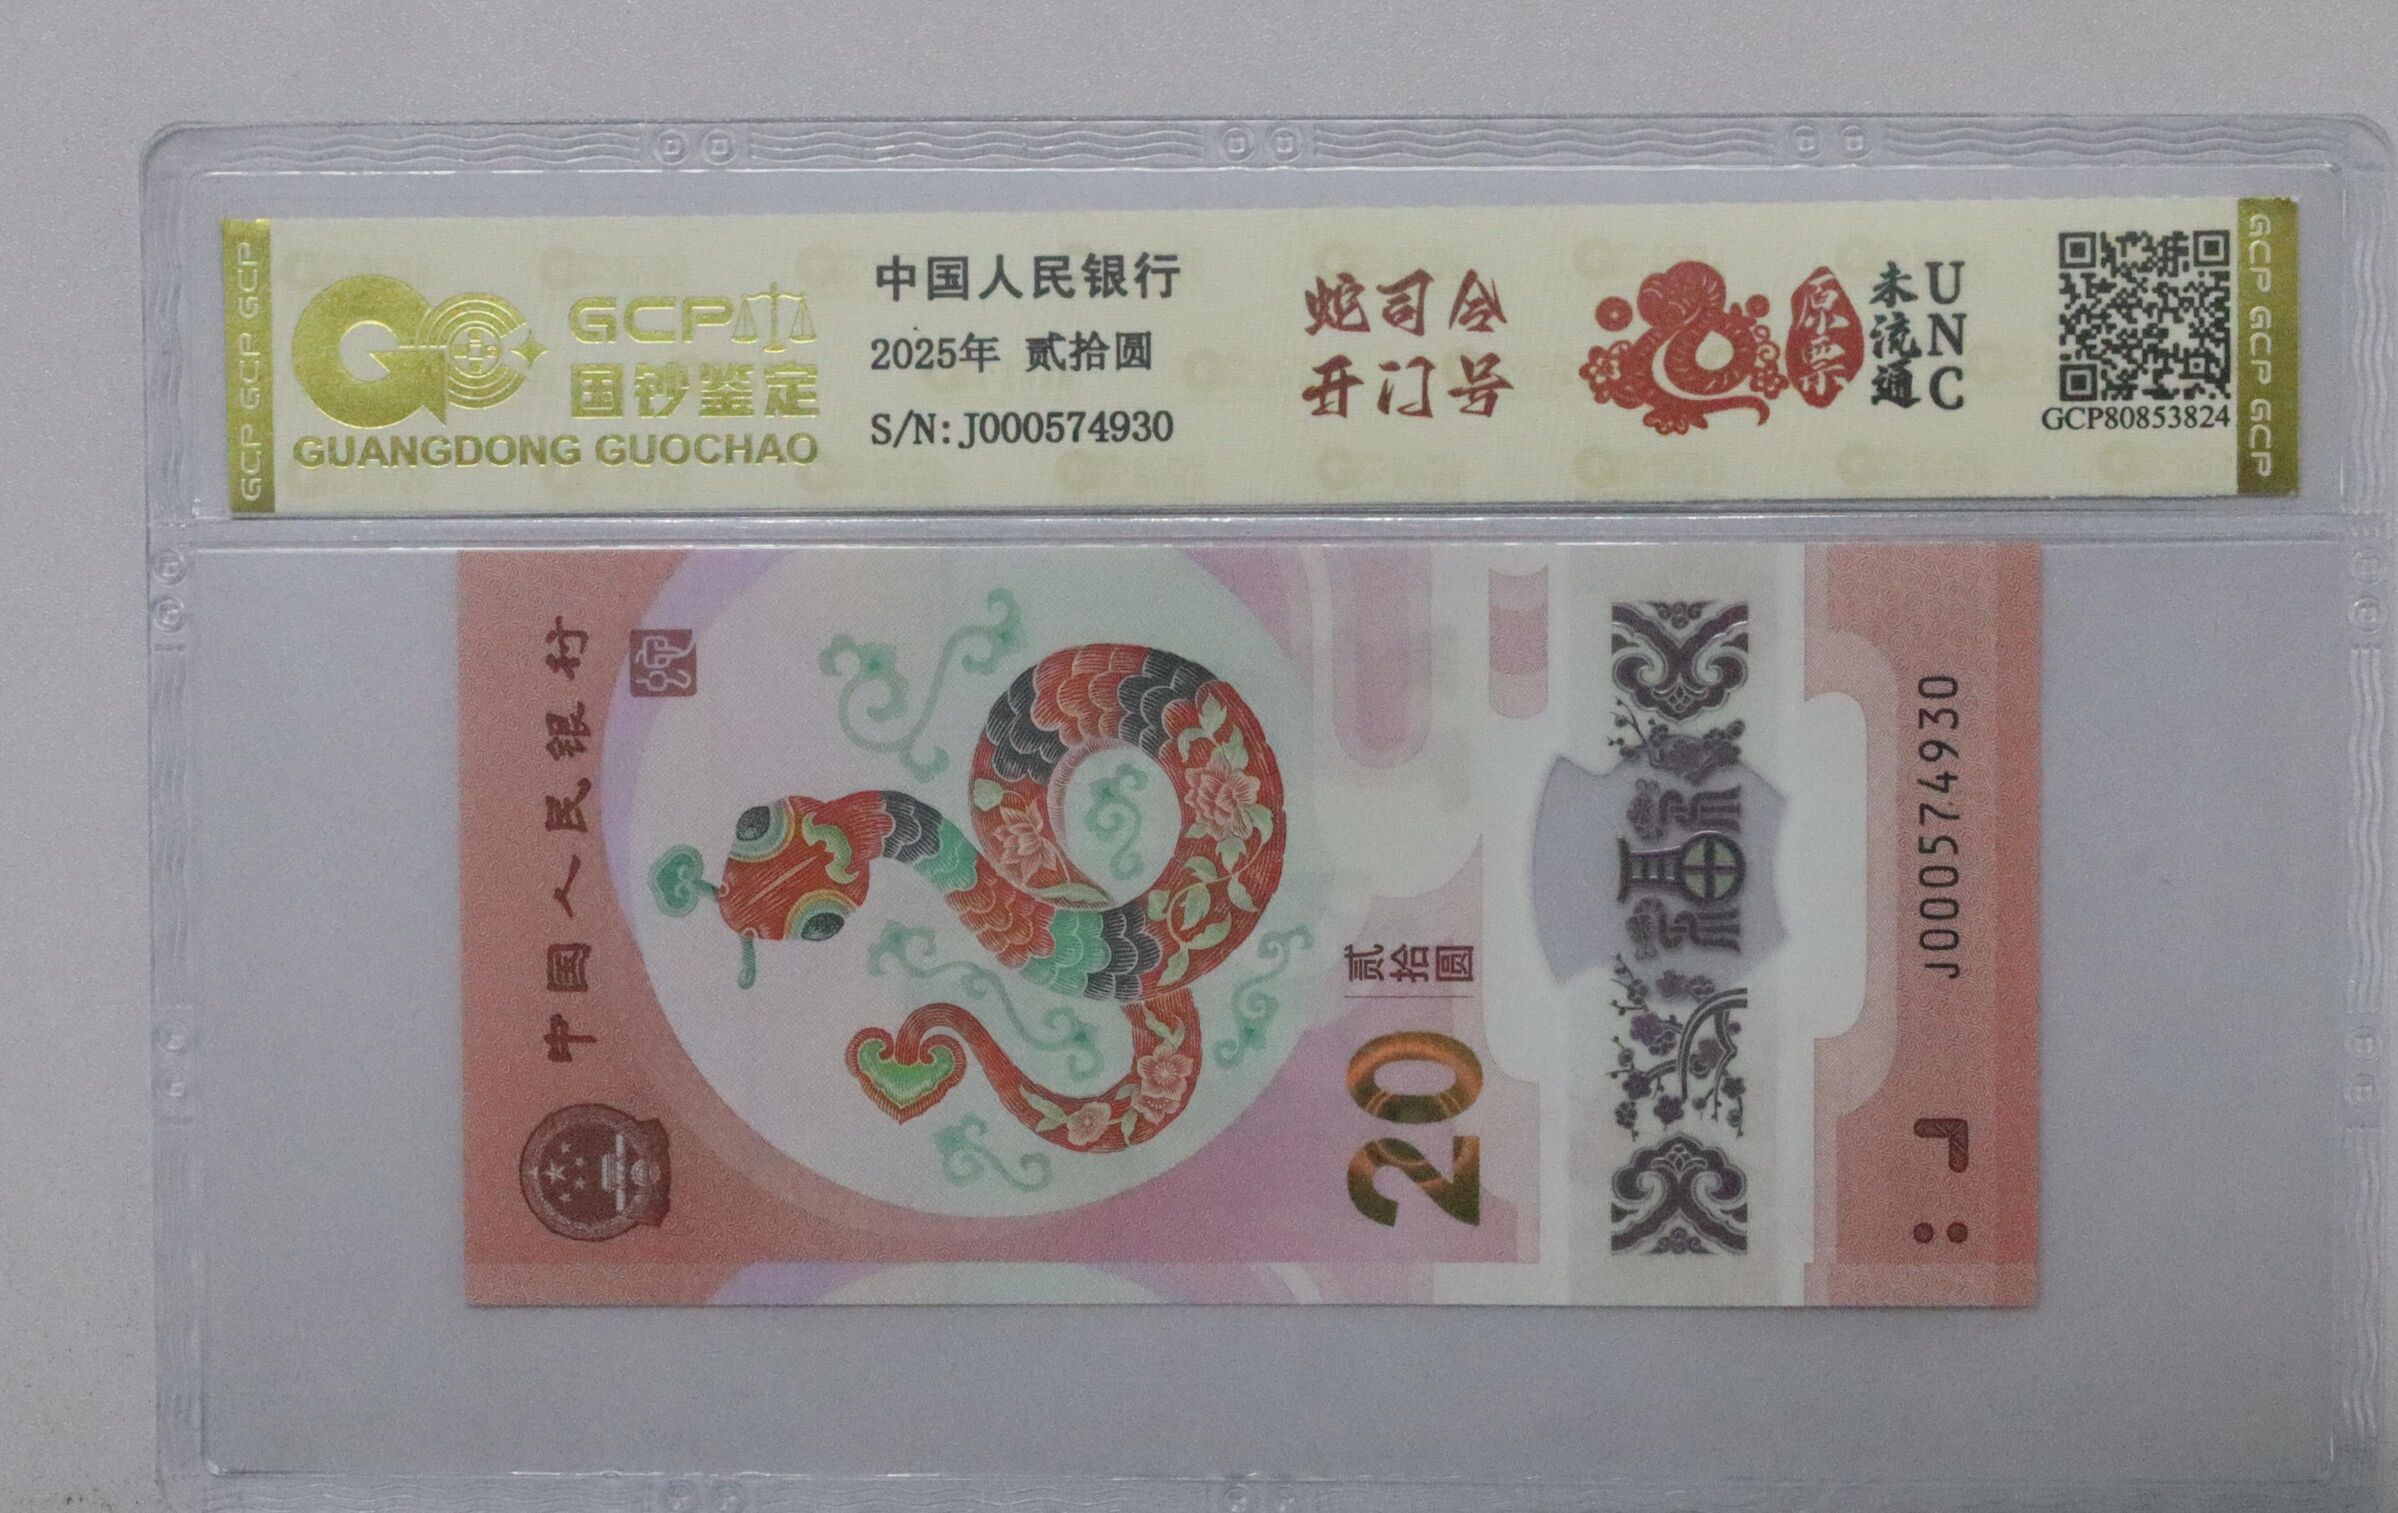 GCP GCP GCP
GCP
国钞鉴定
GUANGDONG GUOCHAO
中国人民银行
2025年 贰拾圆
S/N: J000574930
蛇司令
开门号
原票
未流通
UNC
GCP80853824
GCP GCP GCP
中国人民银行
蛇
贰拾圆
20
福
J000574930